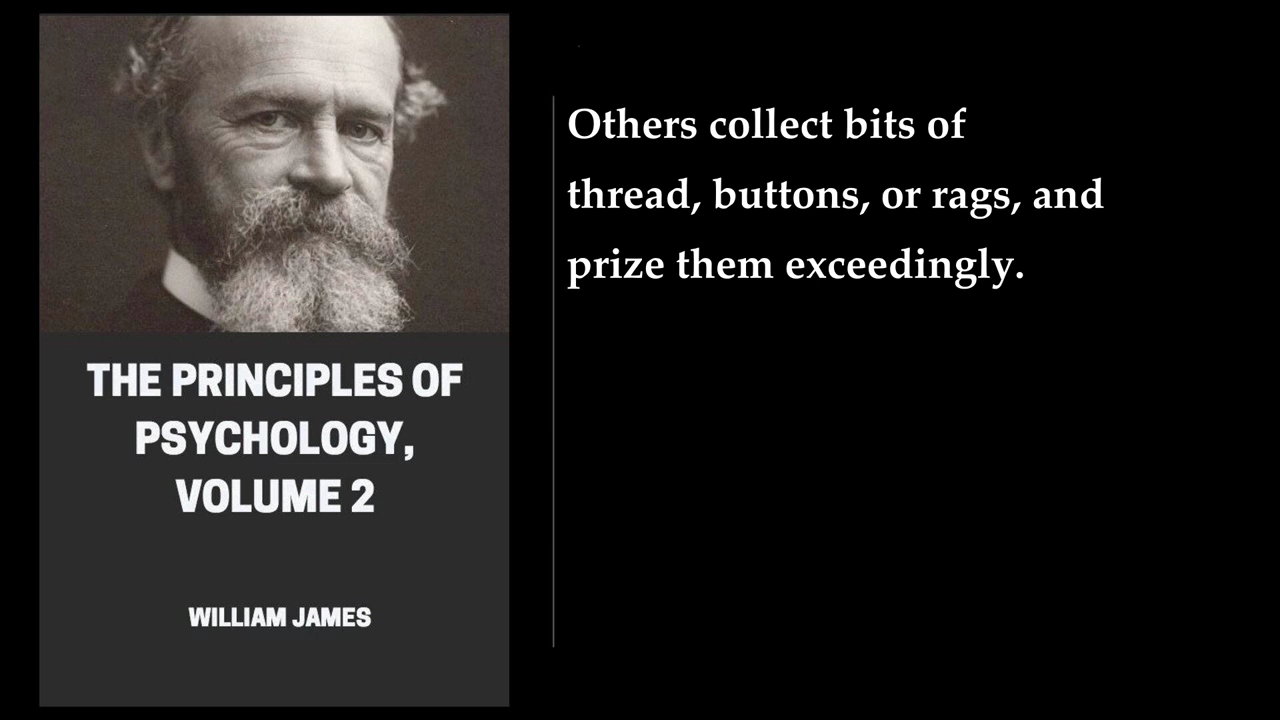 THE PRINCIPLES OF
PSYCHOLOGY,
VOLUME 2
WILLIAM JAMES
Others collect bits of
thread, buttons, or rags, and
prize them exceedingly.